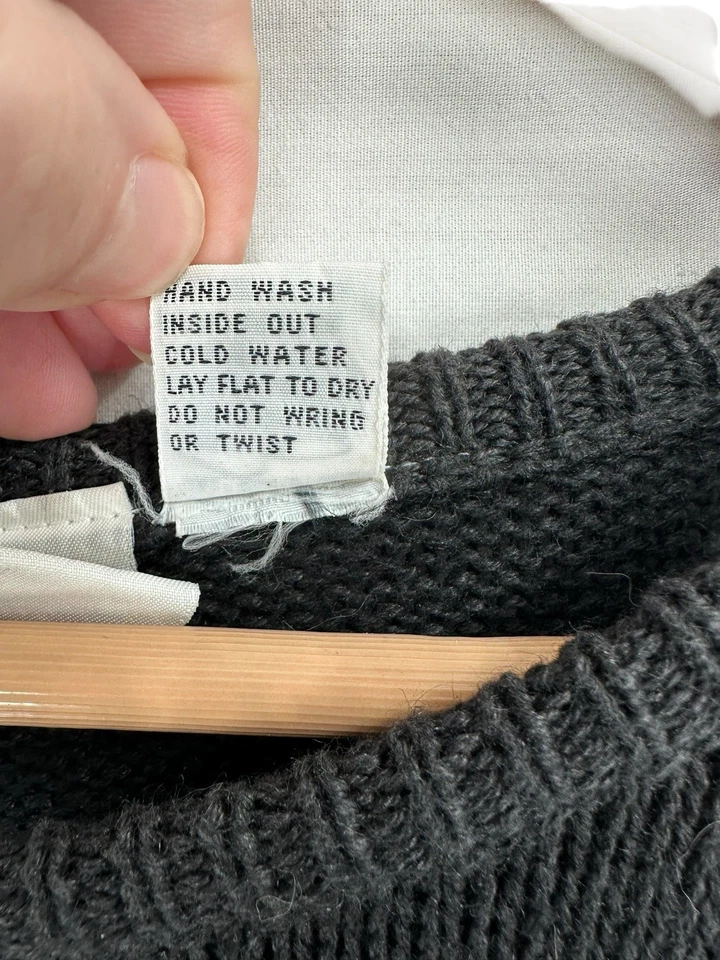 HAND WASH
INSIDE OUT
COLD WATER
LAY FLAT TO DRY
DO NOT WRING
OR TWIST